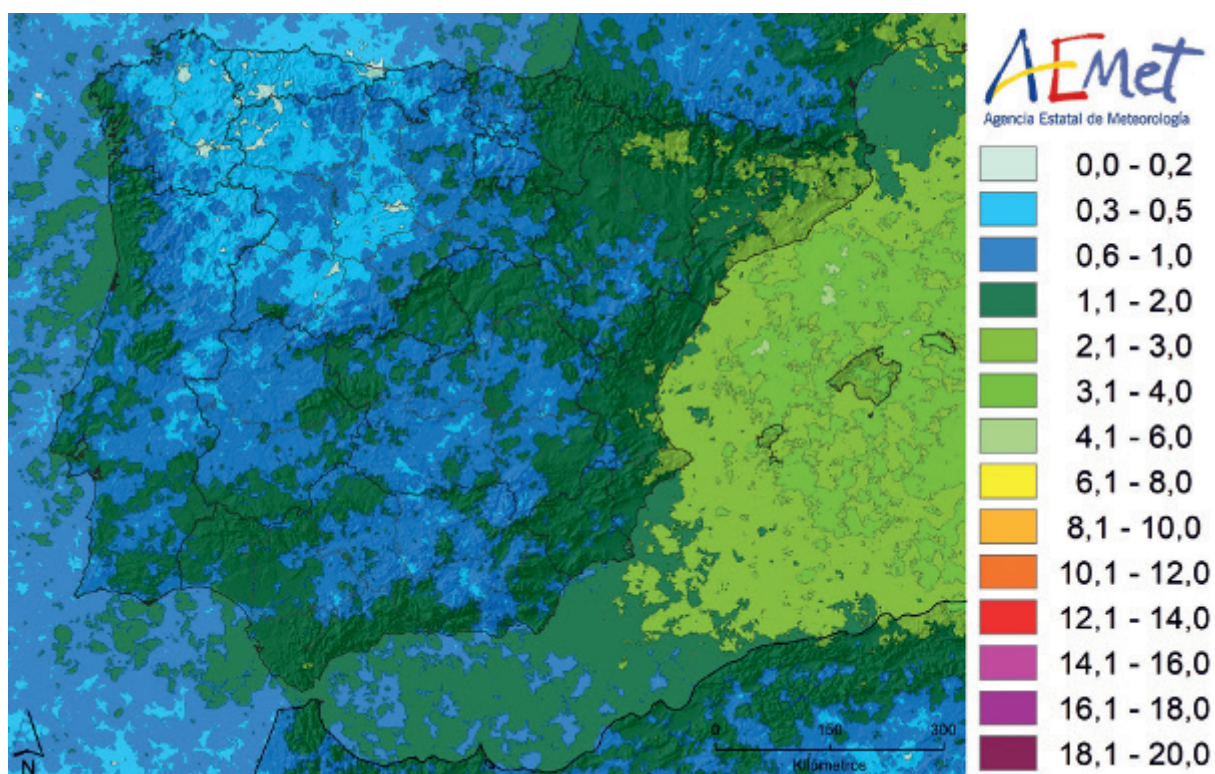 AEMet
Agencia Estatal de Meteorología
0,0 - 0,2
0,3 - 0,5
0,6 - 1,0
1,1 - 2,0
2,1 - 3,0
3,1 - 4,0
4,1 - 6,0
6,1 - 8,0
8,1 - 10,0
10,1 - 12,0
12,1 - 14,0
14,1 - 16,0
16,1 - 18,0
18,1 - 20,0
0 150 300
Kilómetros
N